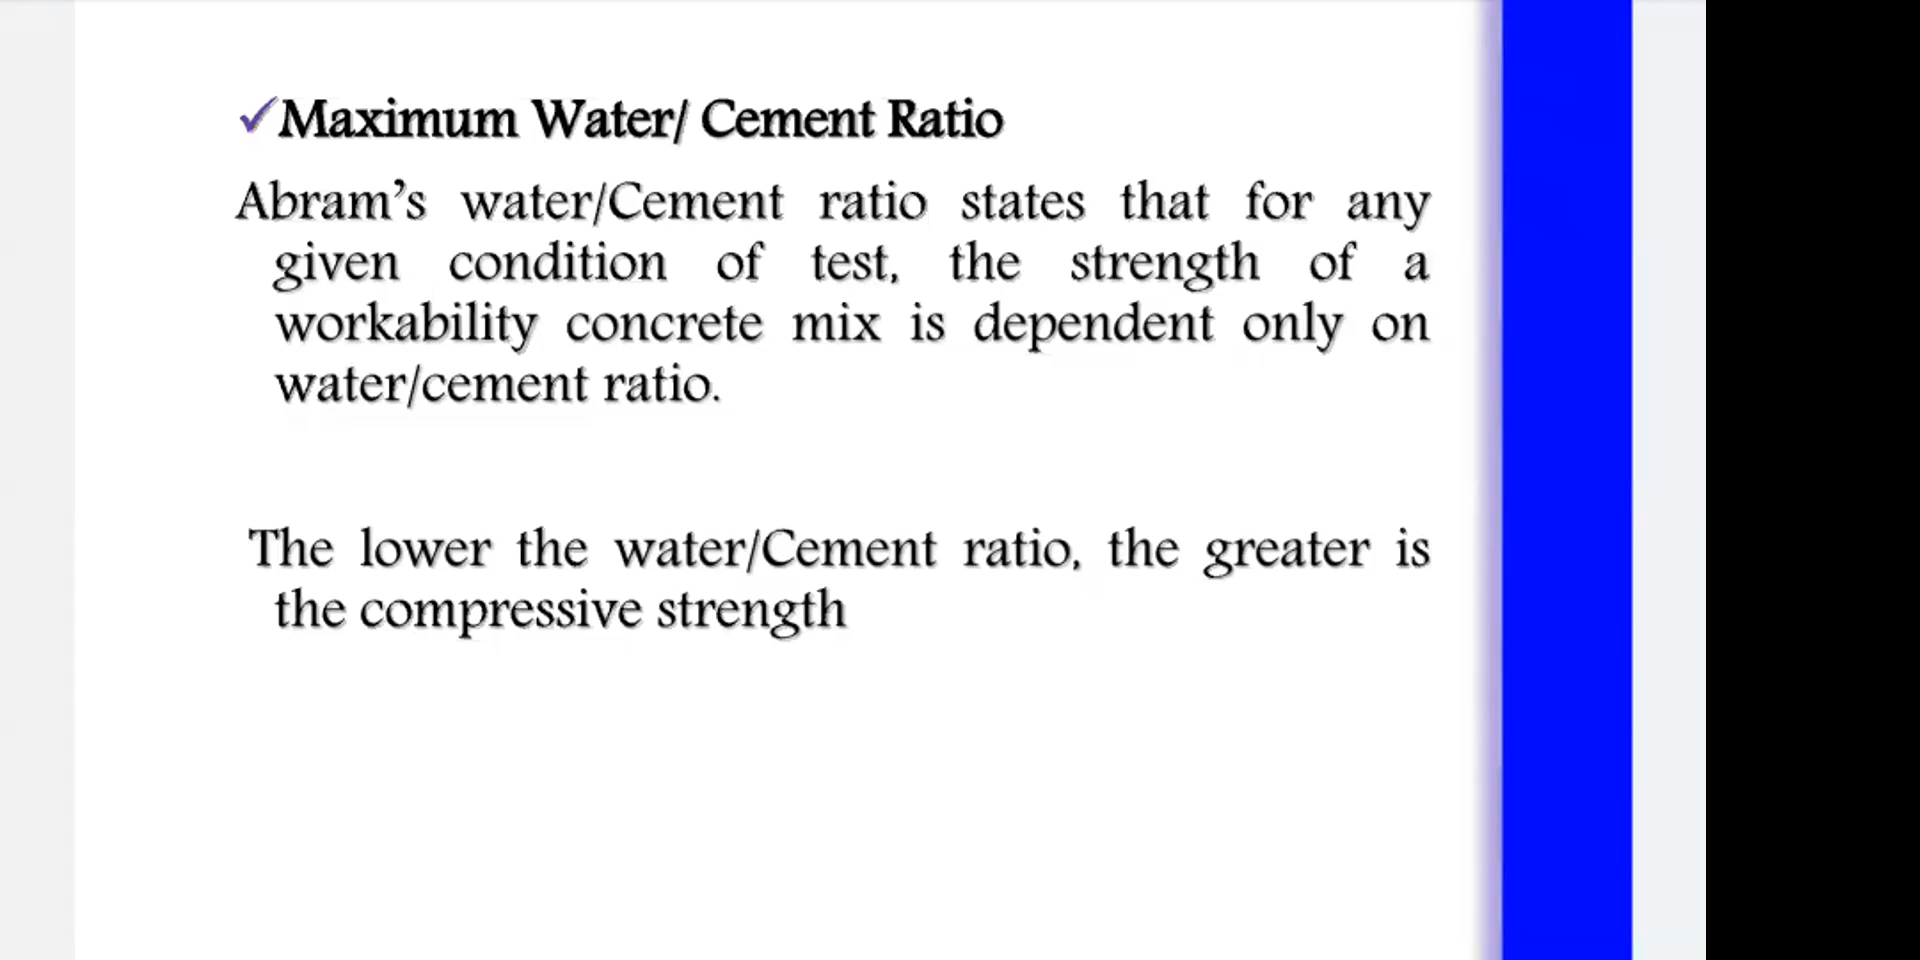 ✓Maximum Water/ Cement Ratio
Abram’s water/Cement ratio states that for any
given condition of test, the strength of a
workability concrete mix is dependent only on
water/cement ratio.
The lower the water/Cement ratio, the greater is
the compressive strength